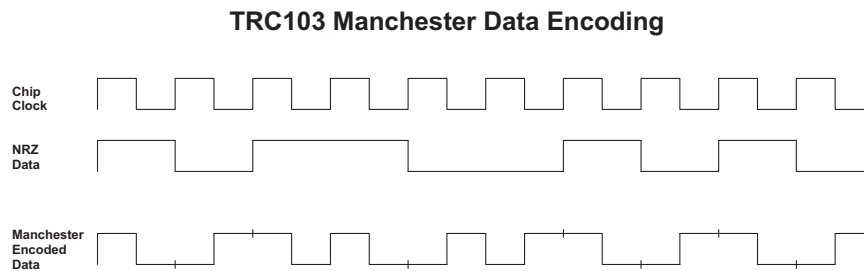 TRC103 Manchester Data Encoding
Chip
Clock
NRZ
Data
Manchester
Encoded
Data